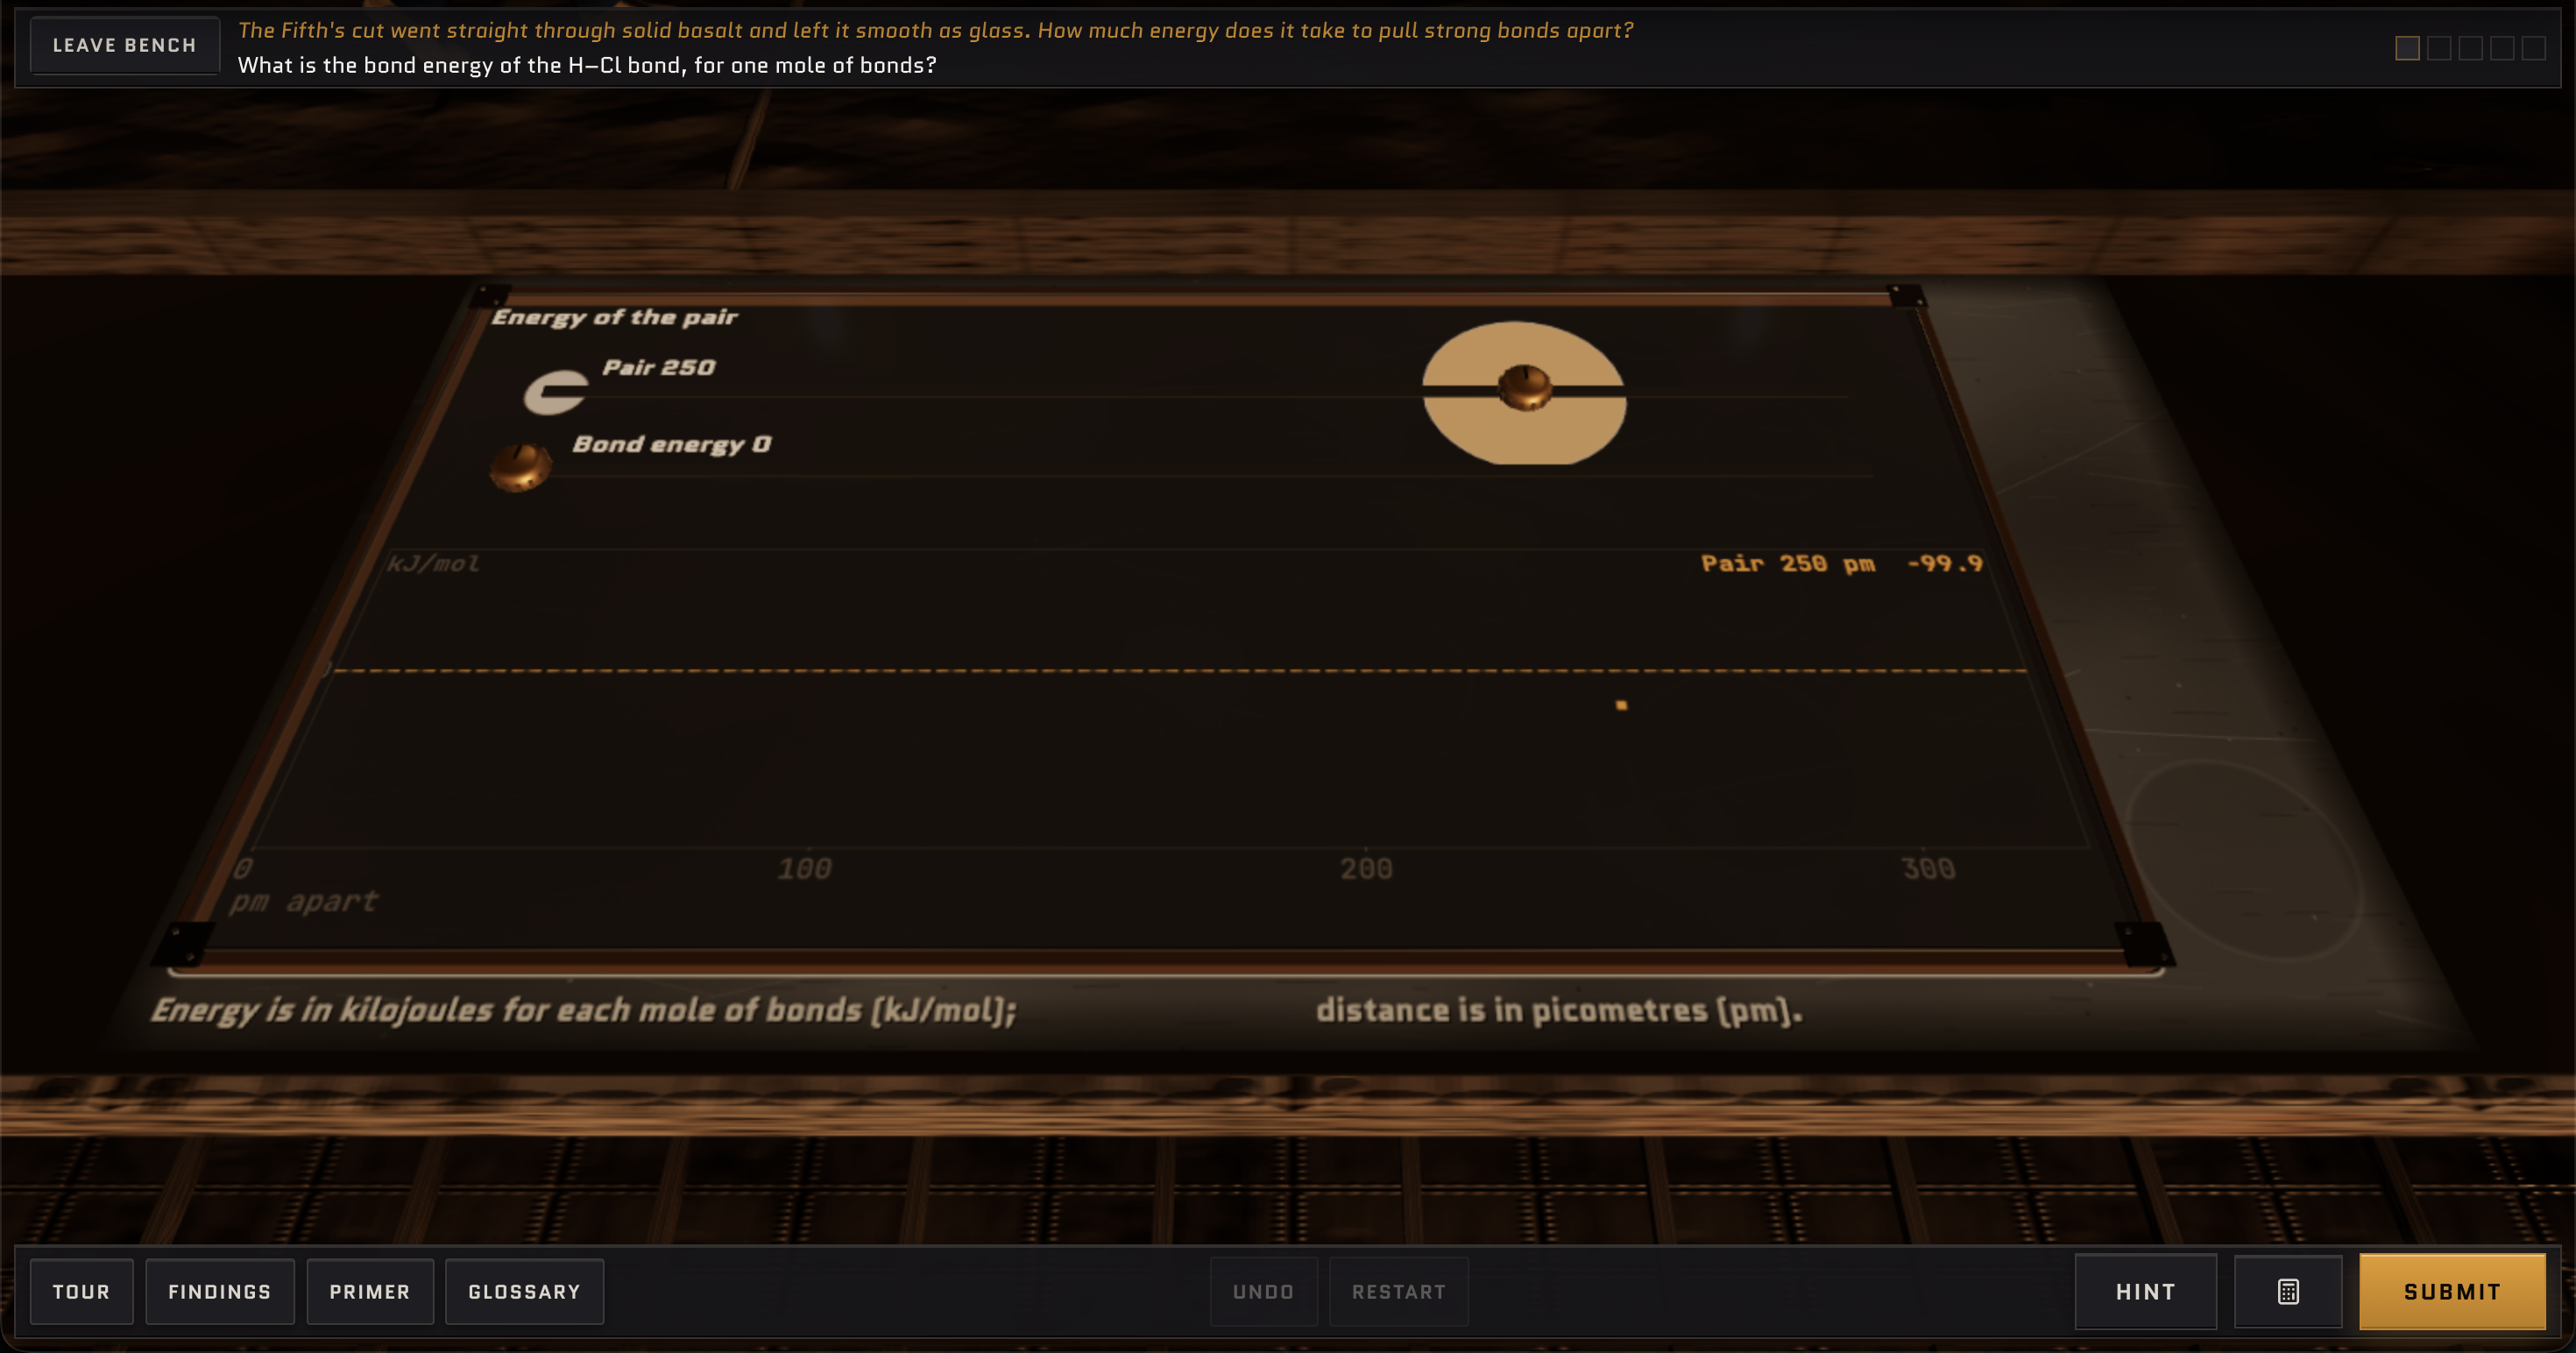 LEAVE BENCH
The Fifth's cut went straight through solid basalt and left it smooth as glass. How much energy does it take to pull strong bonds apart?
What is the bond energy of the H–Cl bond, for one mole of bonds?
Energy of the pair
Pair 250
Bond energy 0
kJ/mol
Pair 250 pm -99.9
0 100 200 300
pm apart
Energy is in kilojoules for each mole of bonds (kJ/mol); distance is in picometres (pm).
TOUR FINDINGS PRIMER GLOSSARY UNDO RESTART HINT SUBMIT